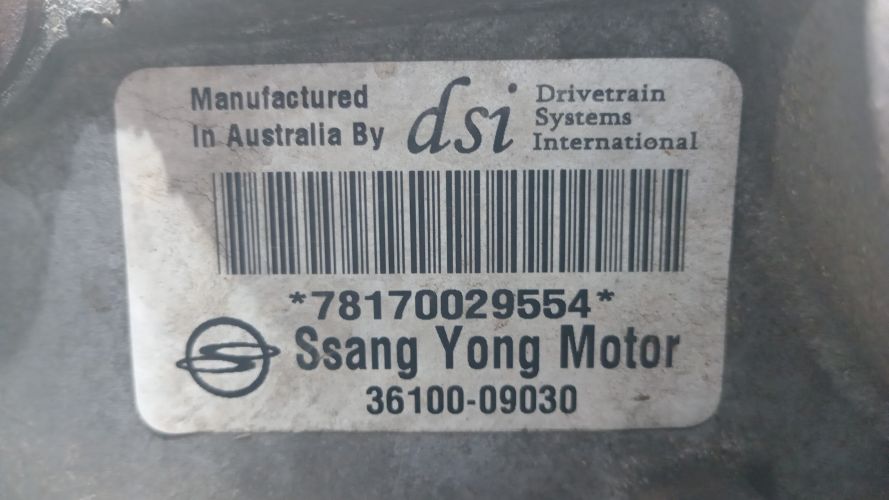 Manufactured
In Australia By
dsi
Drivetrain
Systems
International
*78170029554*
Ssang Yong Motor
36100-09030